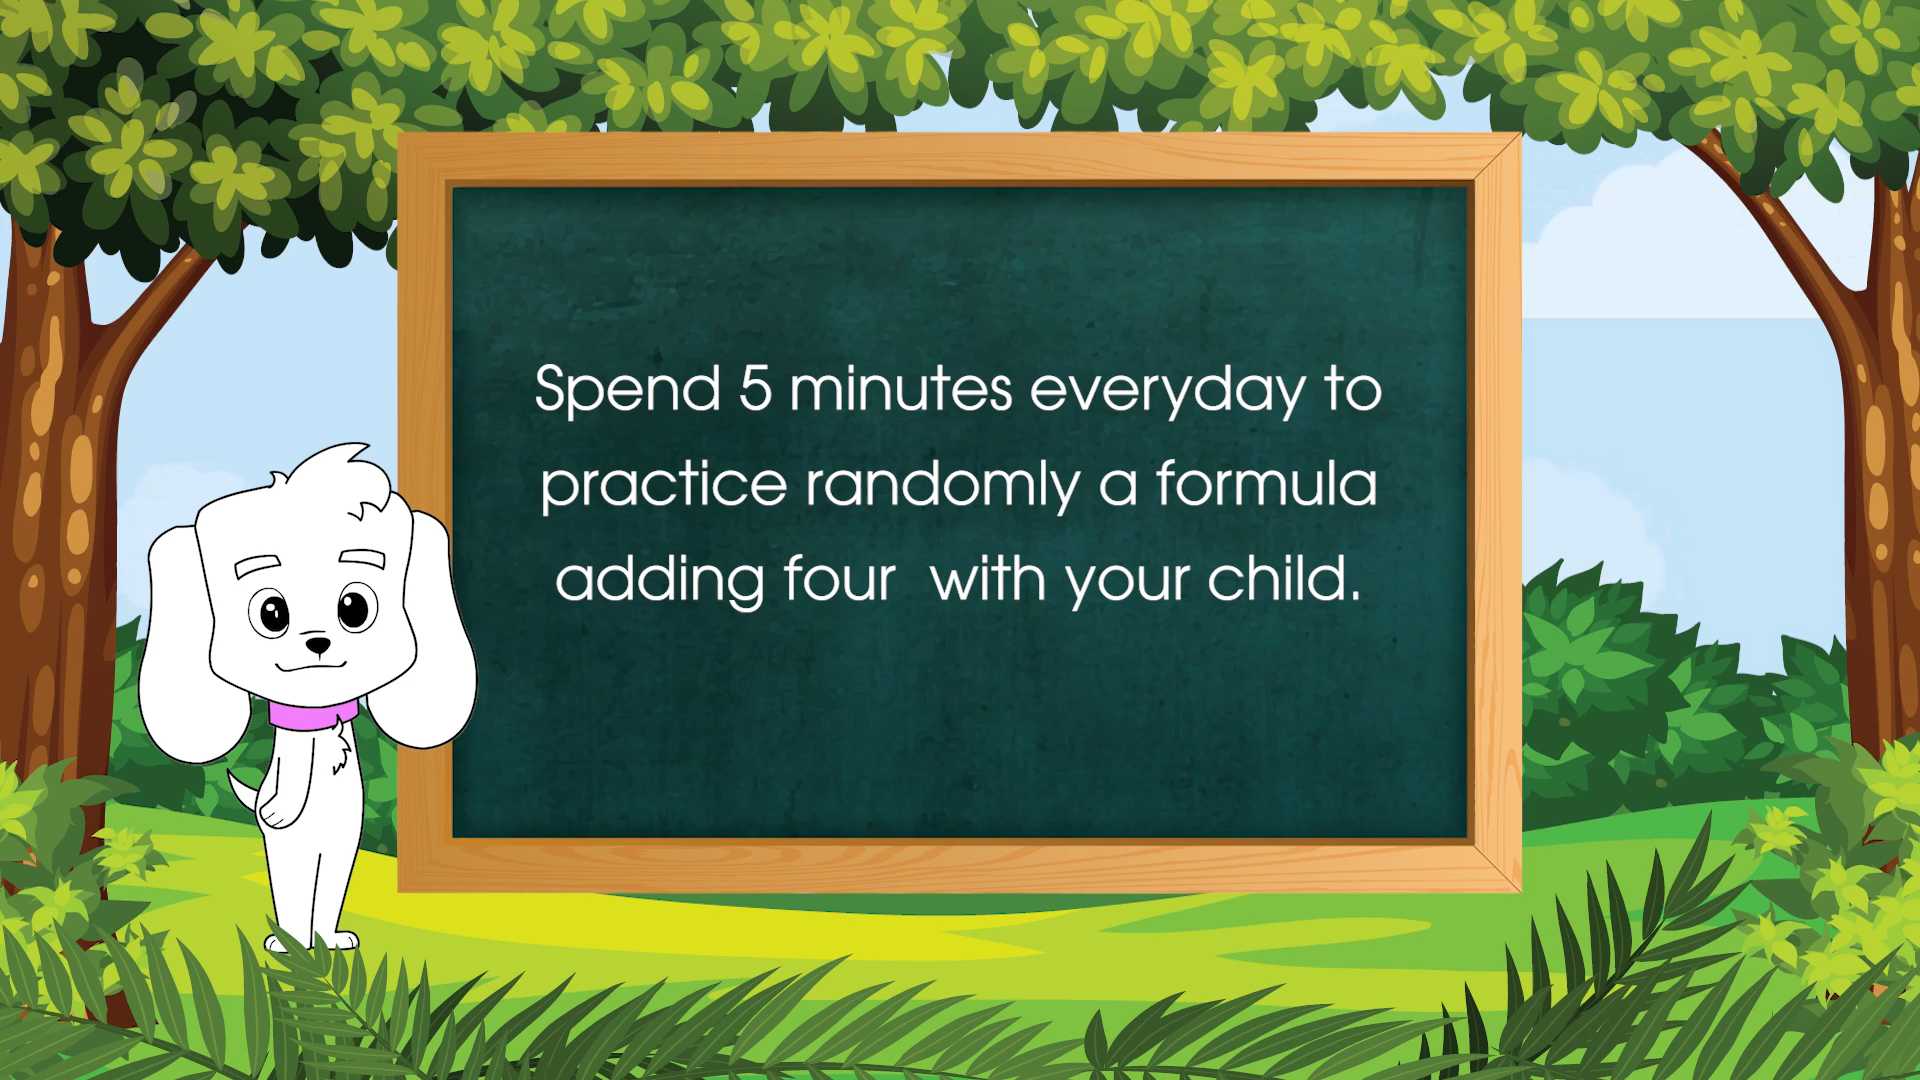 Spend 5 minutes everyday to
practice randomly a formula
adding four  with your child.